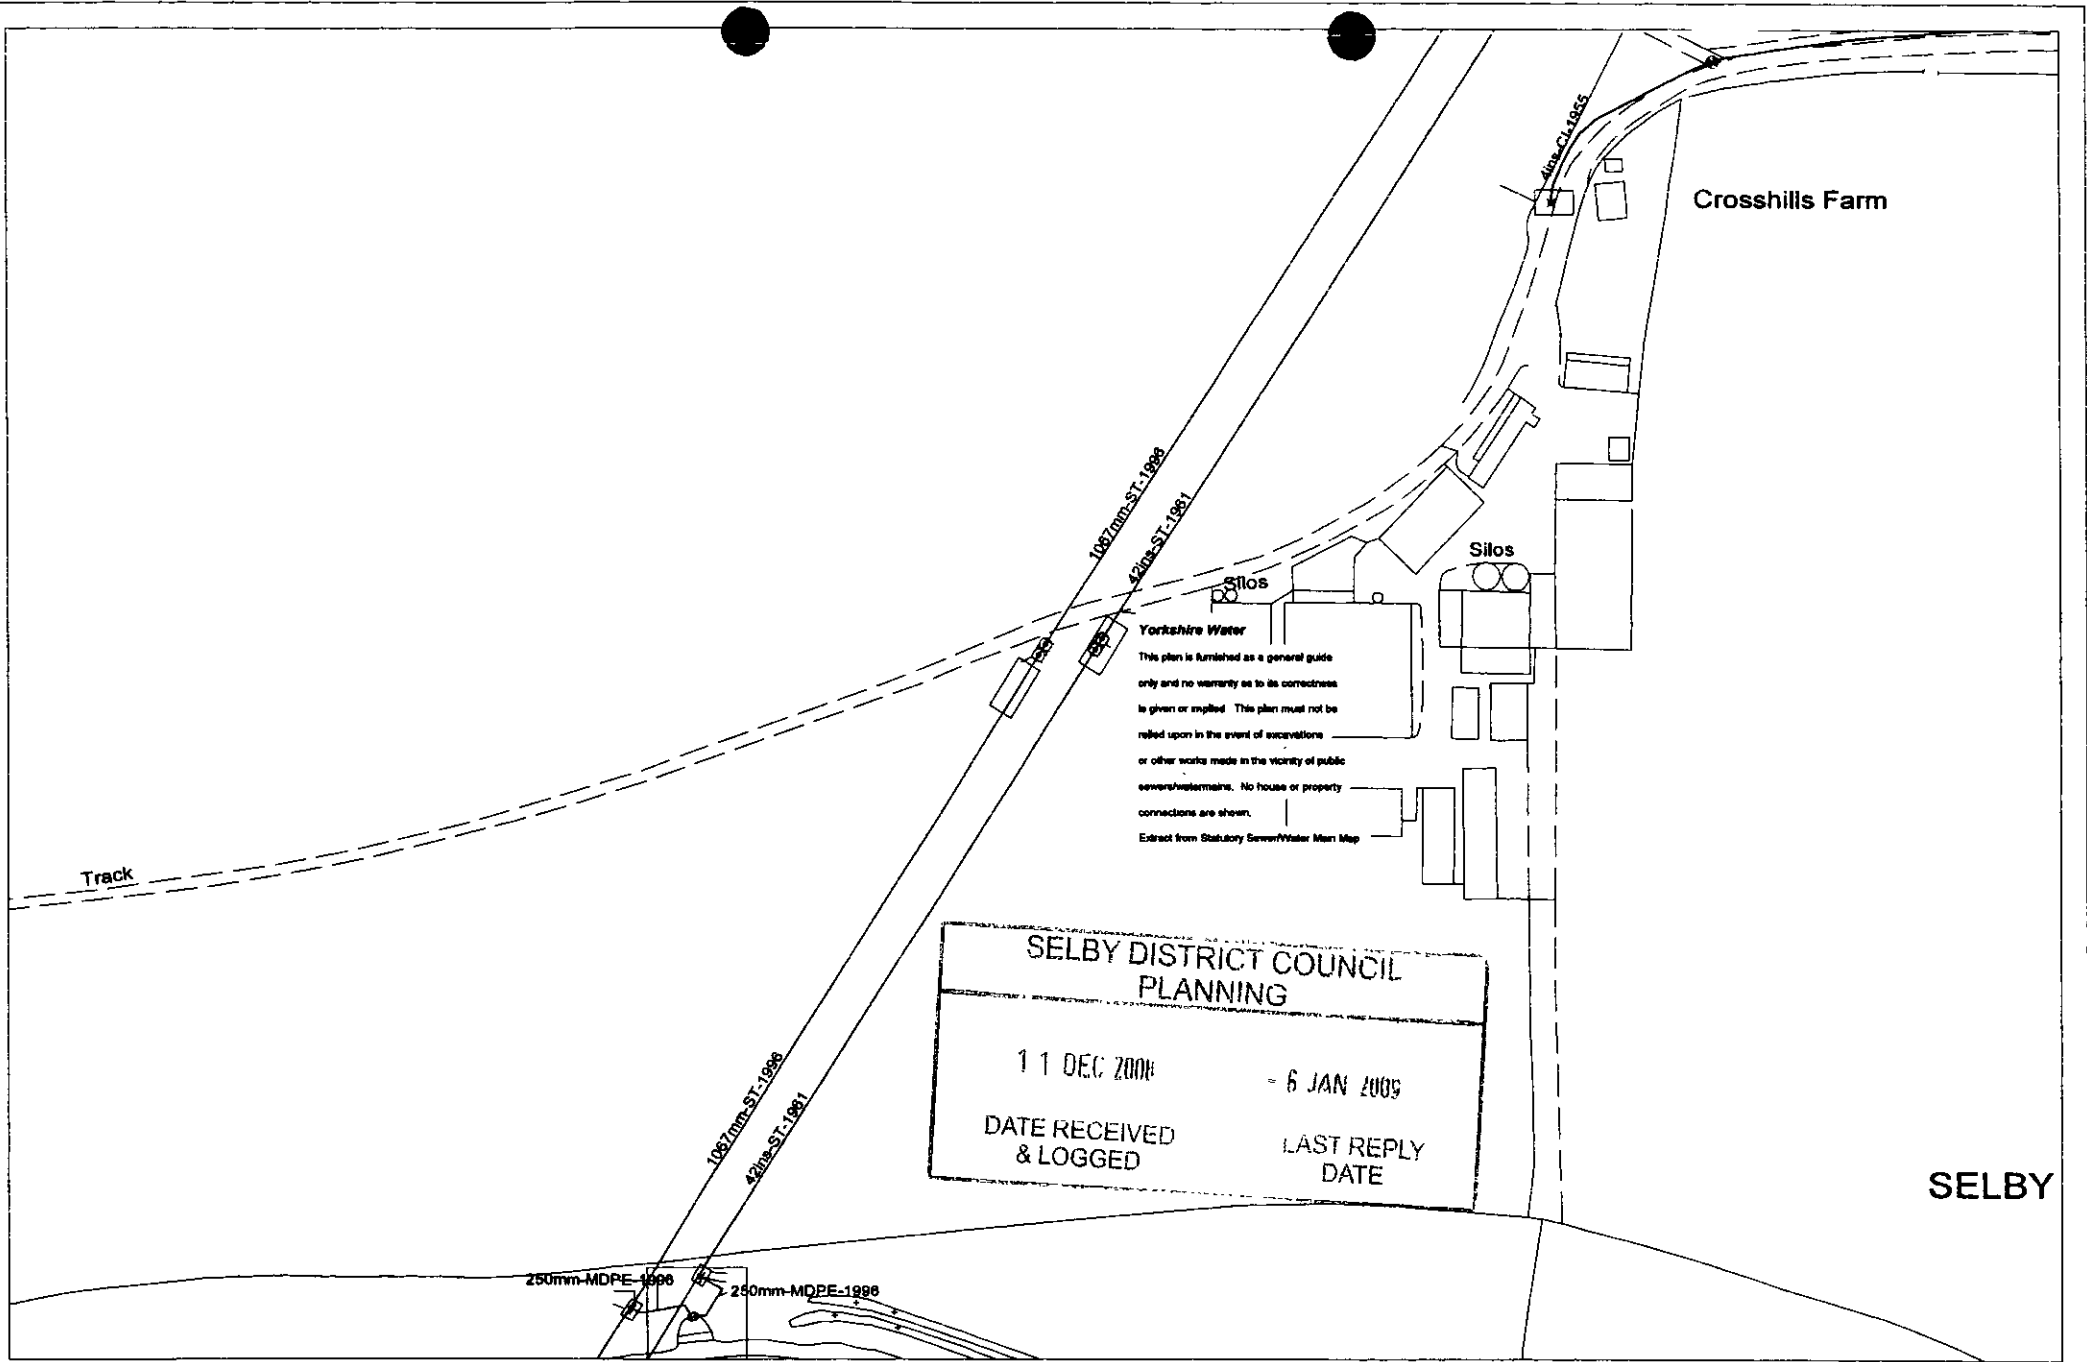 4ins-CI-1955
Crosshills Farm
1067mm-ST-1996
42ins-ST-1961
Silos
Silos
Yorkshire Water
This plan is furnished as a general guide
only and no warranty as to its correctness
is given or implied This plan must not be
relied upon in the event of excavations
or other works made in the vicinity of public
sewers/watermains. No house or property
connections are shown.
Extract from Statutory Sewer/Water Main Map
Track
SELBY DISTRICT COUNCIL
PLANNING
11 DEC 2008
- 6 JAN 2009
DATE RECEIVED
& LOGGED
LAST REPLY
DATE
1067mm-ST-1996
42ins-ST-1961
SELBY
250mm-MDPE-1996
250mm-MDPE-1996